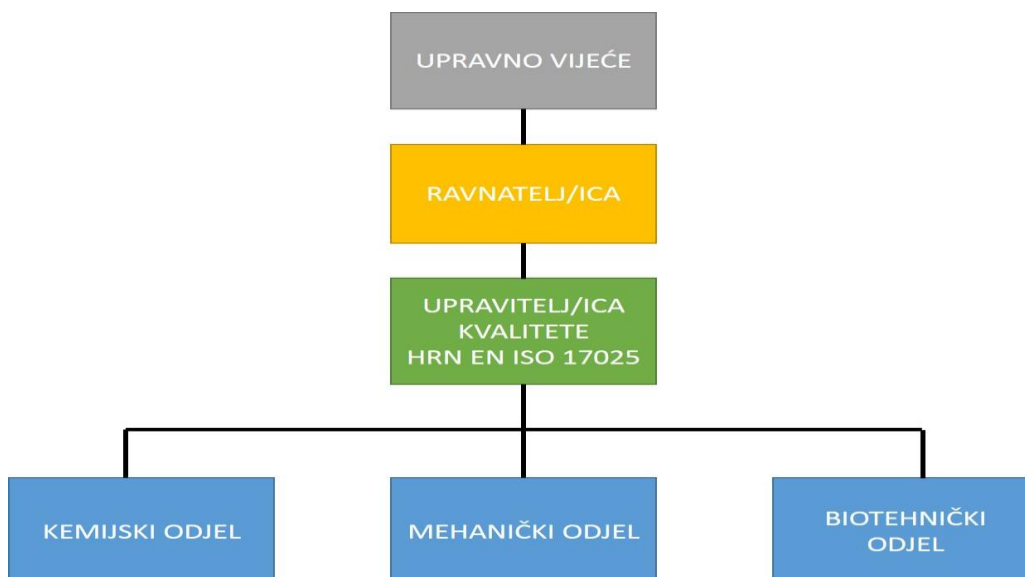 UPRAVNO VIJEĆE
RAVNATELJ/ICA
UPRAVITELJ/ICA
KVALITETE
HRN EN ISO 17025
KEMIJSKI ODJEL
MEHANIČKI ODJEL
BIOTEHNIČKI
ODJEL